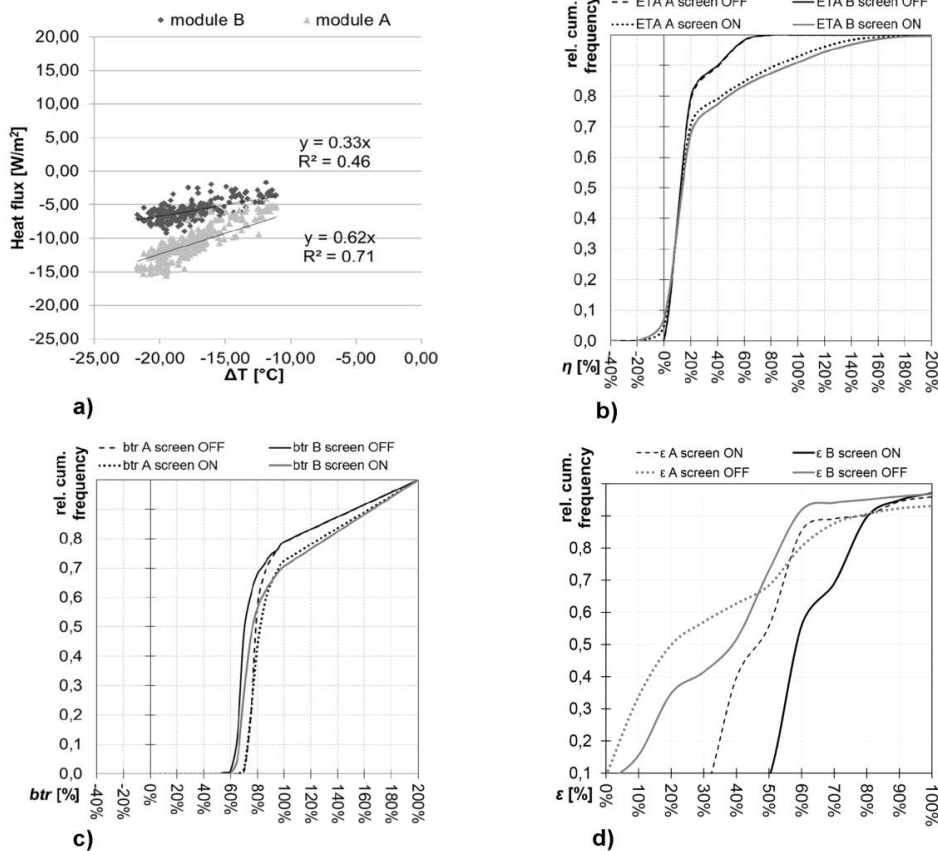 module B module A
20,00
15,00
10,00
5,00
0,00
-5,00
-10,00
-15,00
-20,00
-25,00
Heat flux [W/m²]
y = 0.33x
R² = 0.46
y = 0.62x
R² = 0.71
-25,00 -20,00 -15,00 -10,00 -5,00 0,00
ΔT [°C]
a)
ETA A screen OFF ETA B screen OFF
ETA A screen ON ETA B screen ON
rel. cum.
frequency
0,9
0,8
0,7
0,6
0,5
0,4
0,3
0,2
0,1
0,0
η [%]
-40% -20% 0% 20% 40% 60% 80% 100% 120% 140% 160% 180% 200%
b)
btr A screen OFF btr B screen OFF
btr A screen ON btr B screen ON
rel. cum.
frequency
0,9
0,8
0,7
0,6
0,5
0,4
0,3
0,2
0,1
0,0
btr [%]
-40% -20% 0% 20% 40% 60% 80% 100% 120% 140% 160% 180% 200%
c)
ε A screen ON ε B screen ON
ε A screen OFF ε B screen OFF
rel. cum.
frequency
0,9
0,8
0,7
0,6
0,5
0,4
0,3
0,2
0,1
ε [%]
0% 10% 20% 30% 40% 50% 60% 70% 80% 90% 100%
d)